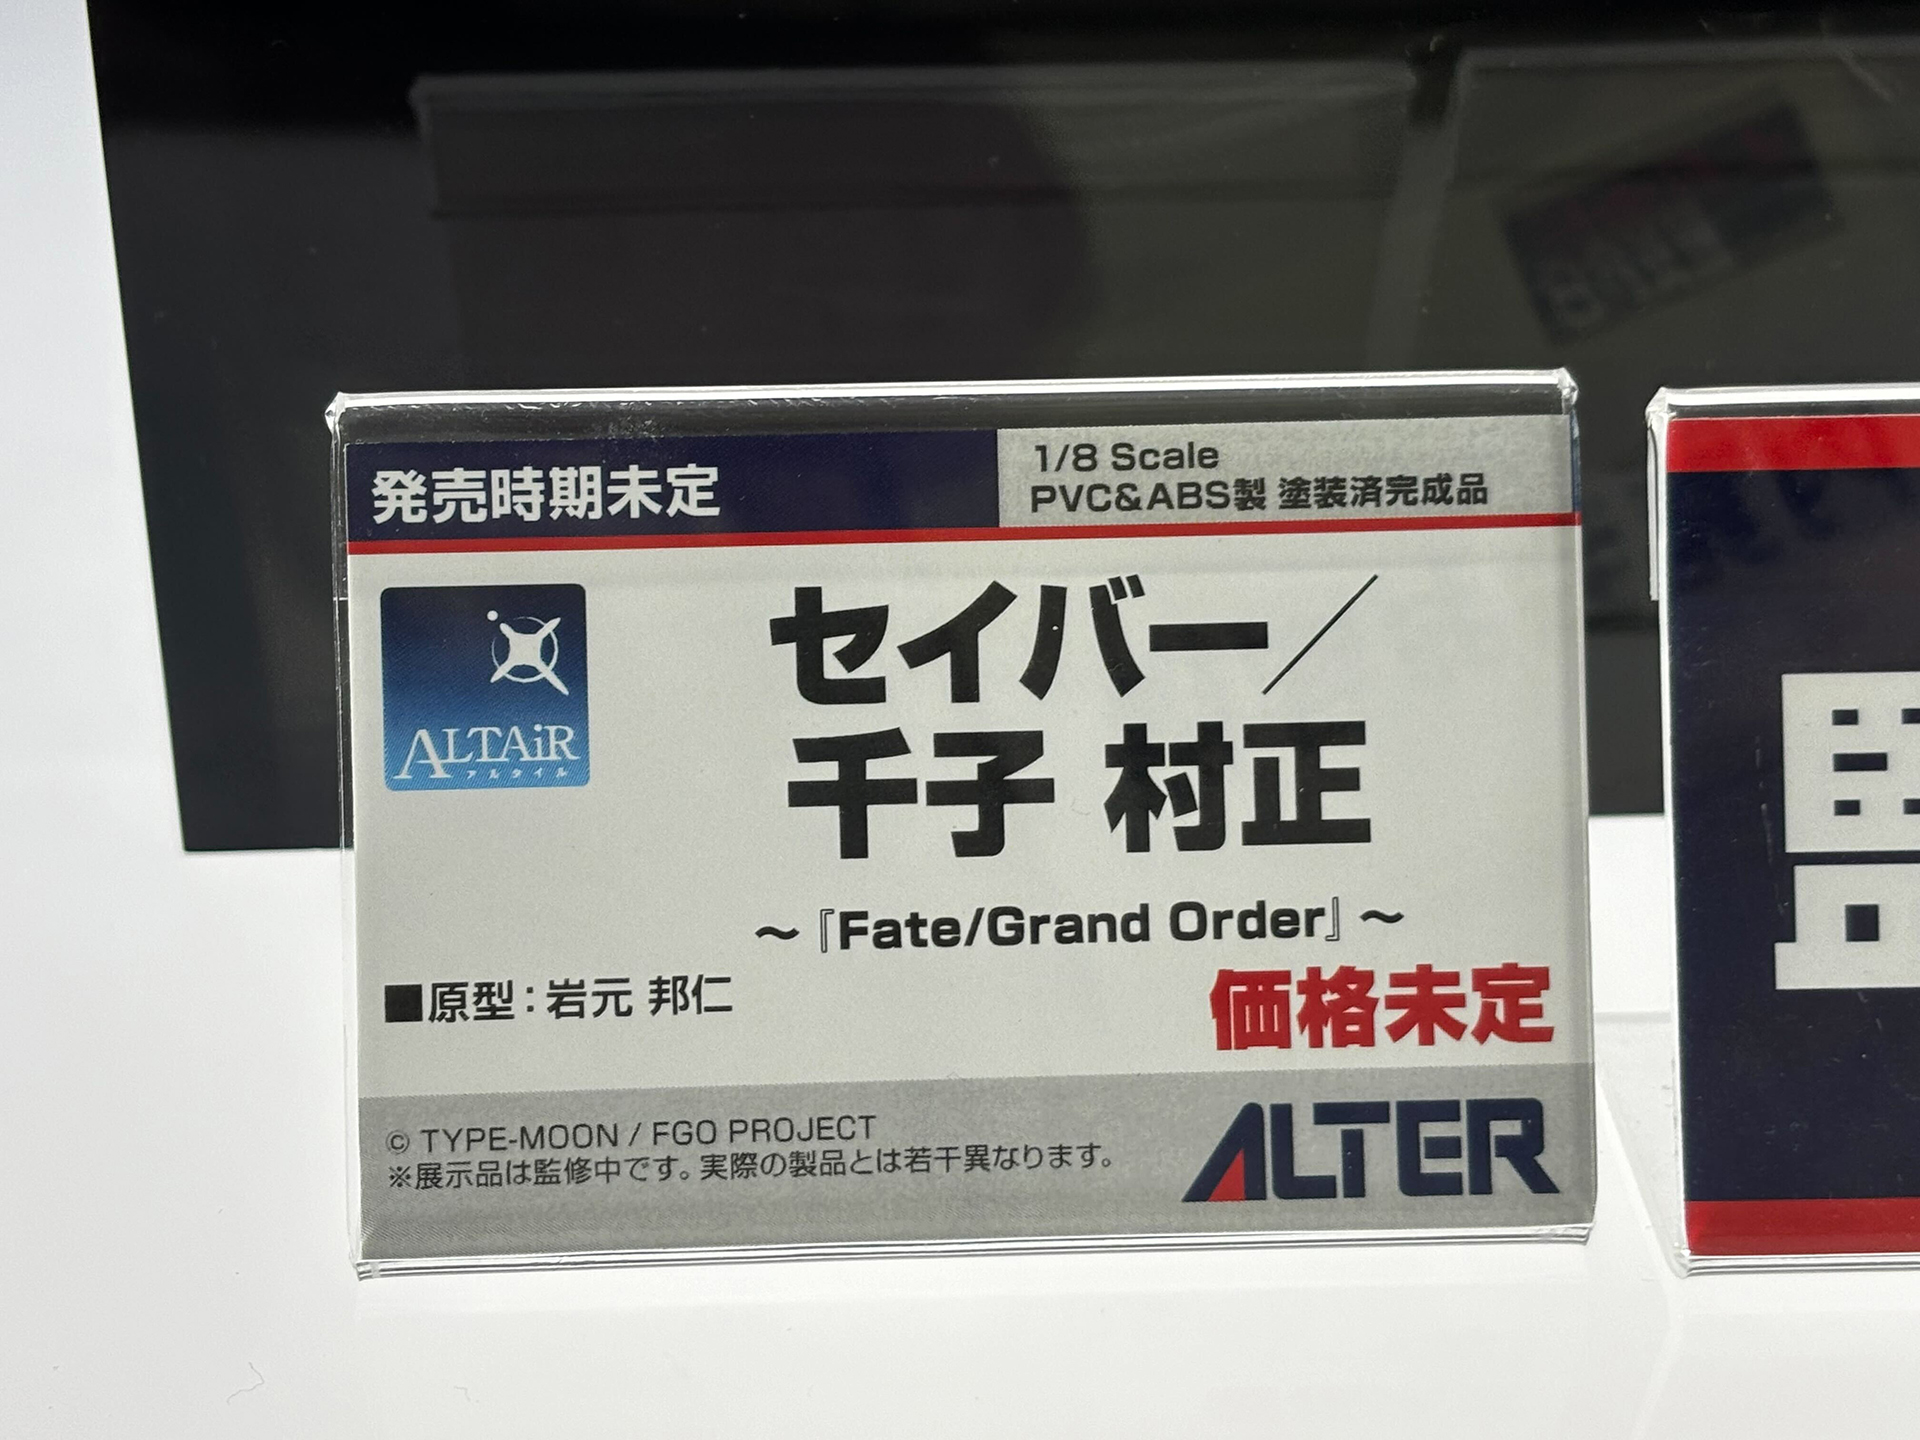 発売時期未定
1/8 Scale
PVC&ABS製 塗装済完成品
ALTAiR
アルタイル
セイバー／
千子 村正
～『Fate/Grand Order』～
■原型：岩元 邦仁
価格未定
© TYPE-MOON / FGO PROJECT
※展示品は監修中です。実際の製品とは若干異なります。
ALTER